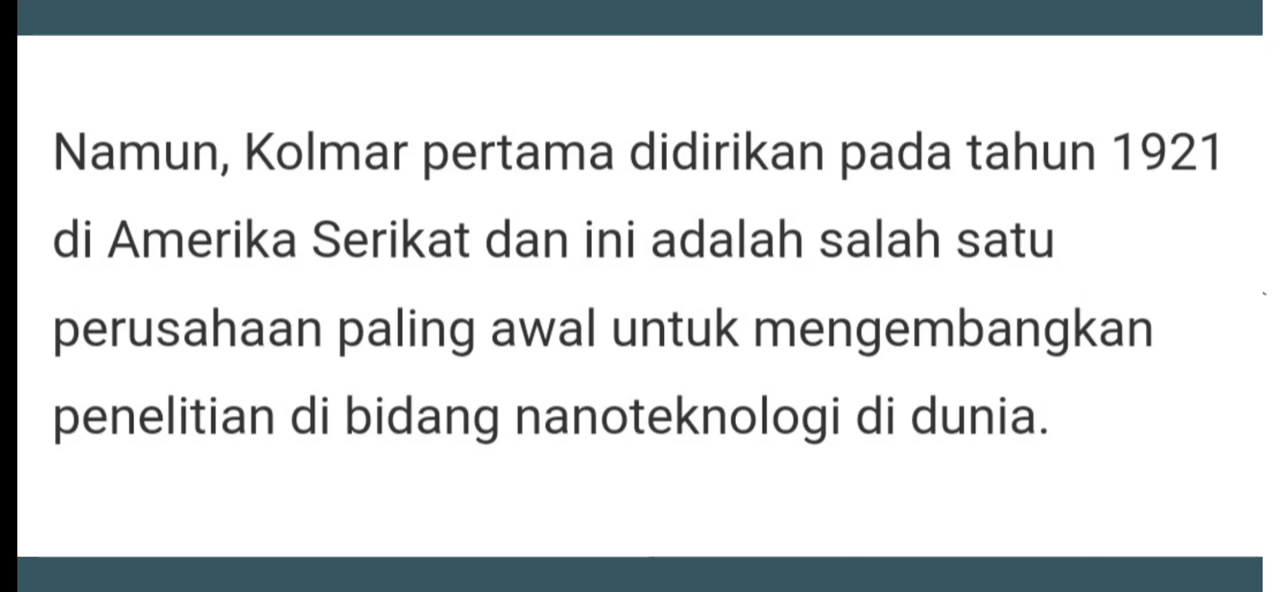 Namun, Kolmar pertama didirikan pada tahun 1921
di Amerika Serikat dan ini adalah salah satu
perusahaan paling awal untuk mengembangkan
penelitian di bidang nanoteknologi di dunia.